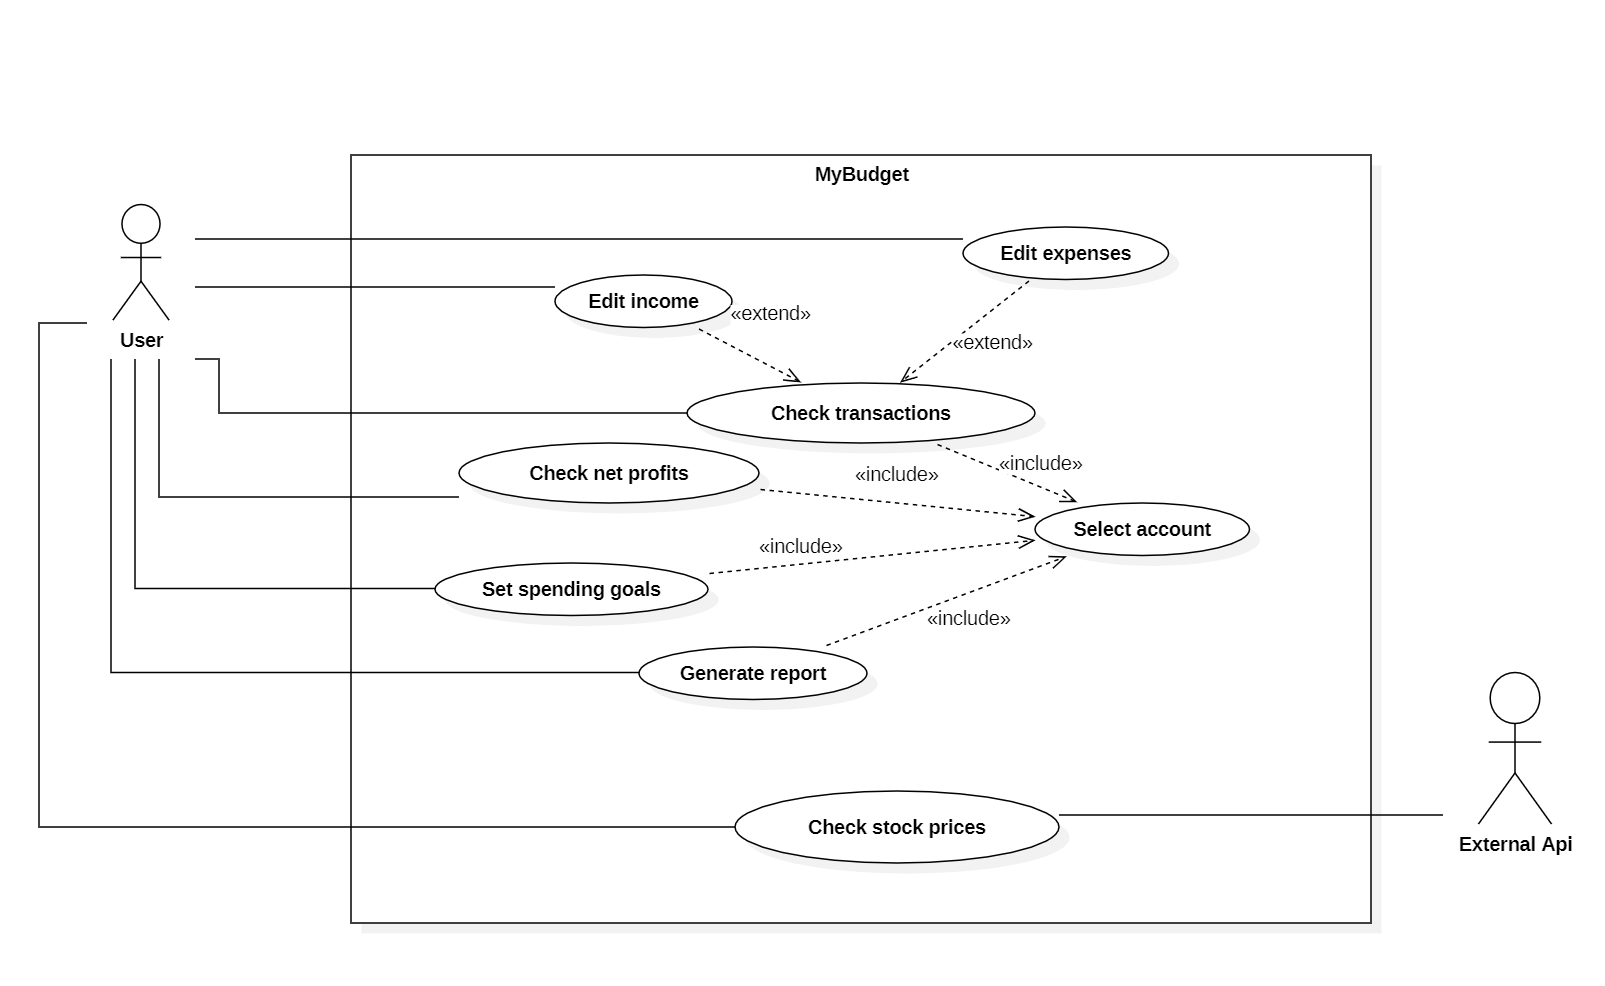 MyBudget
Edit expenses
Edit income
«extend»
User
«extend»
Check transactions
«include»
Check net profits
«include»
Select account
«include»
Set spending goals
«include»
Generate report
Check stock prices
External Api